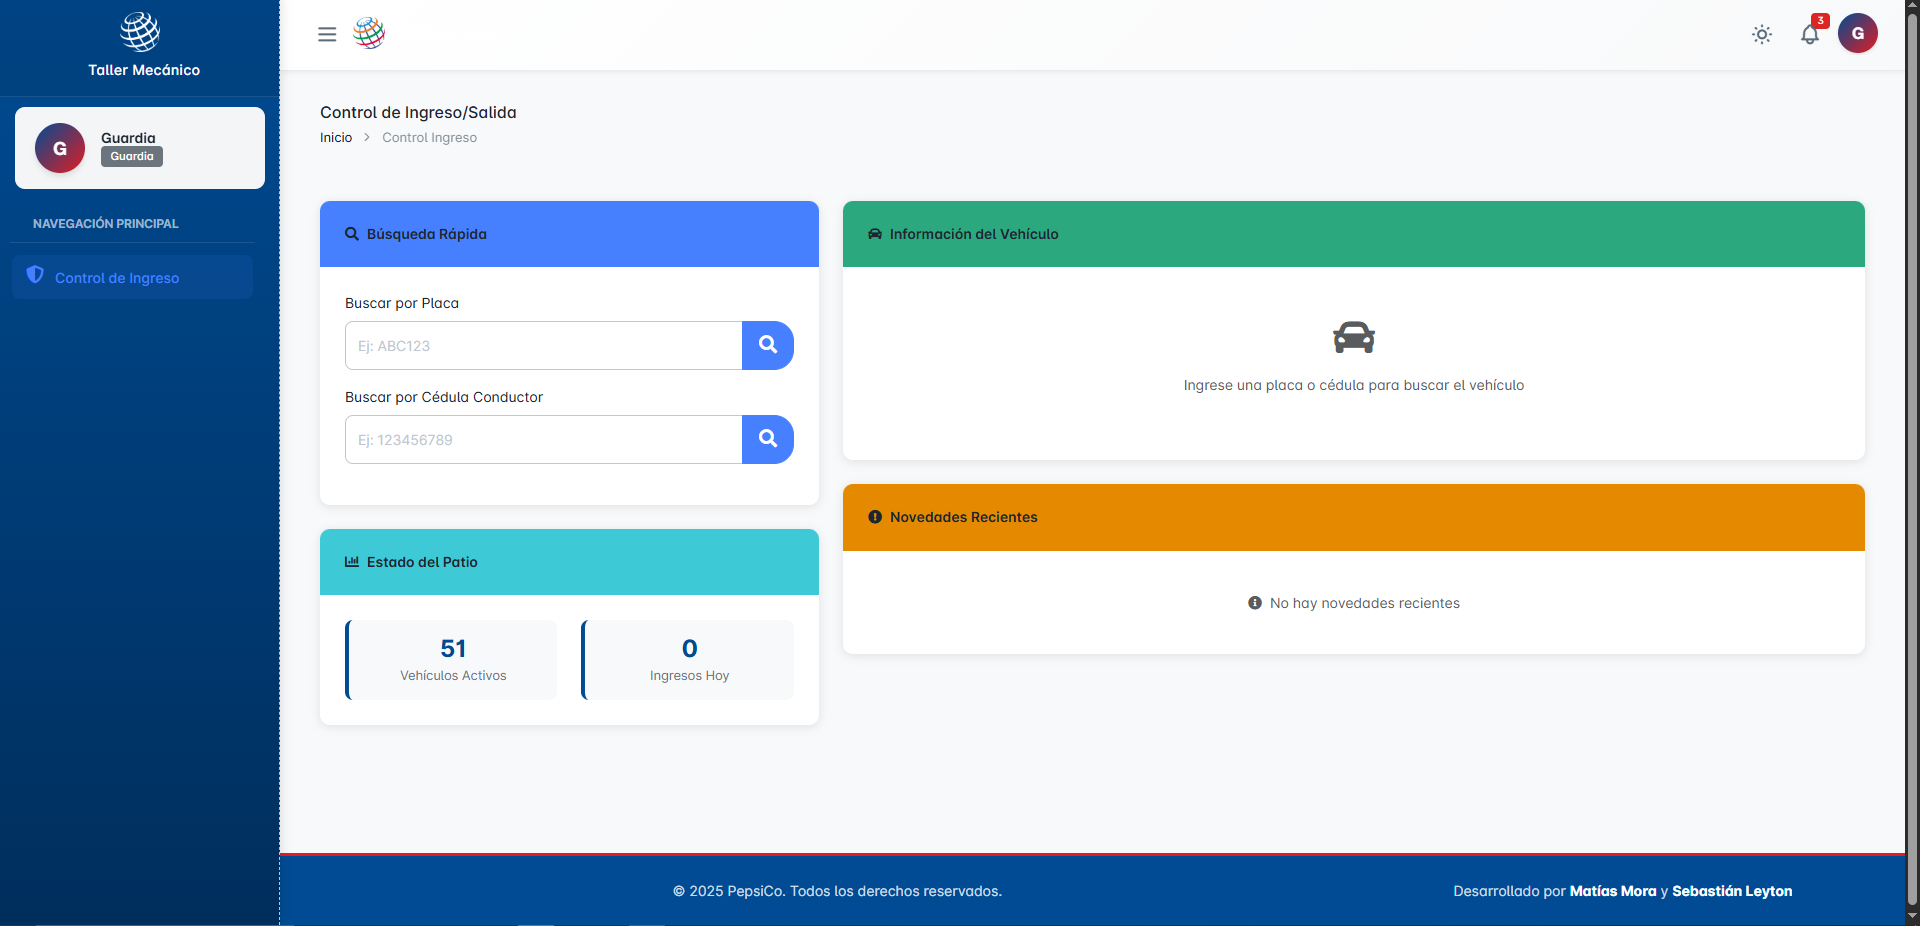 Taller Mecánico
G
Guardia
Guardia
NAVEGACIÓN PRINCIPAL
Control de Ingreso
3
G
Control de Ingreso/Salida
Inicio > Control Ingreso
Búsqueda Rápida
Buscar por Placa
Ej: ABC123
Buscar por Cédula Conductor
Ej: 123456789
Estado del Patio
51
Vehículos Activos
0
Ingresos Hoy
Información del Vehículo
Ingrese una placa o cédula para buscar el vehículo
Novedades Recientes
No hay novedades recientes
© 2025 PepsiCo. Todos los derechos reservados.
Desarrollado por Matías Mora y Sebastián Leyton